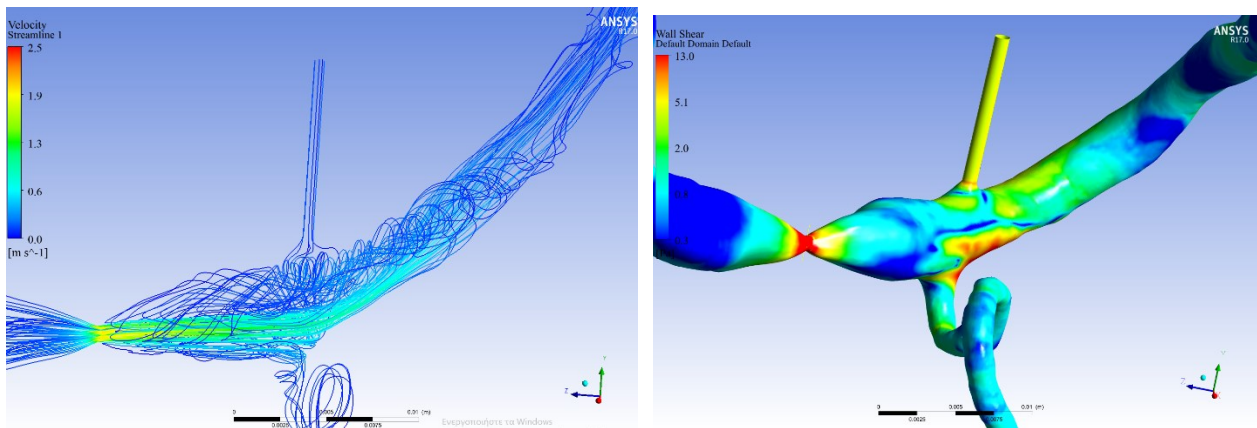 Velocity
Streamline 1
2.5
1.9
1.3
0.6
0.0
[m s^-1]
ANSYS
R17.0
Y
Z
0
0.005
0.01 (m)
0.0025
0.0075
Ενεργοποιήστε τα Windows
Wall Shear
Default Domain Default
13.0
5.1
2.0
ANSYS
R17.0
Y
Z
X
0
0.005
0.01 (m)
0.0025
0.0075